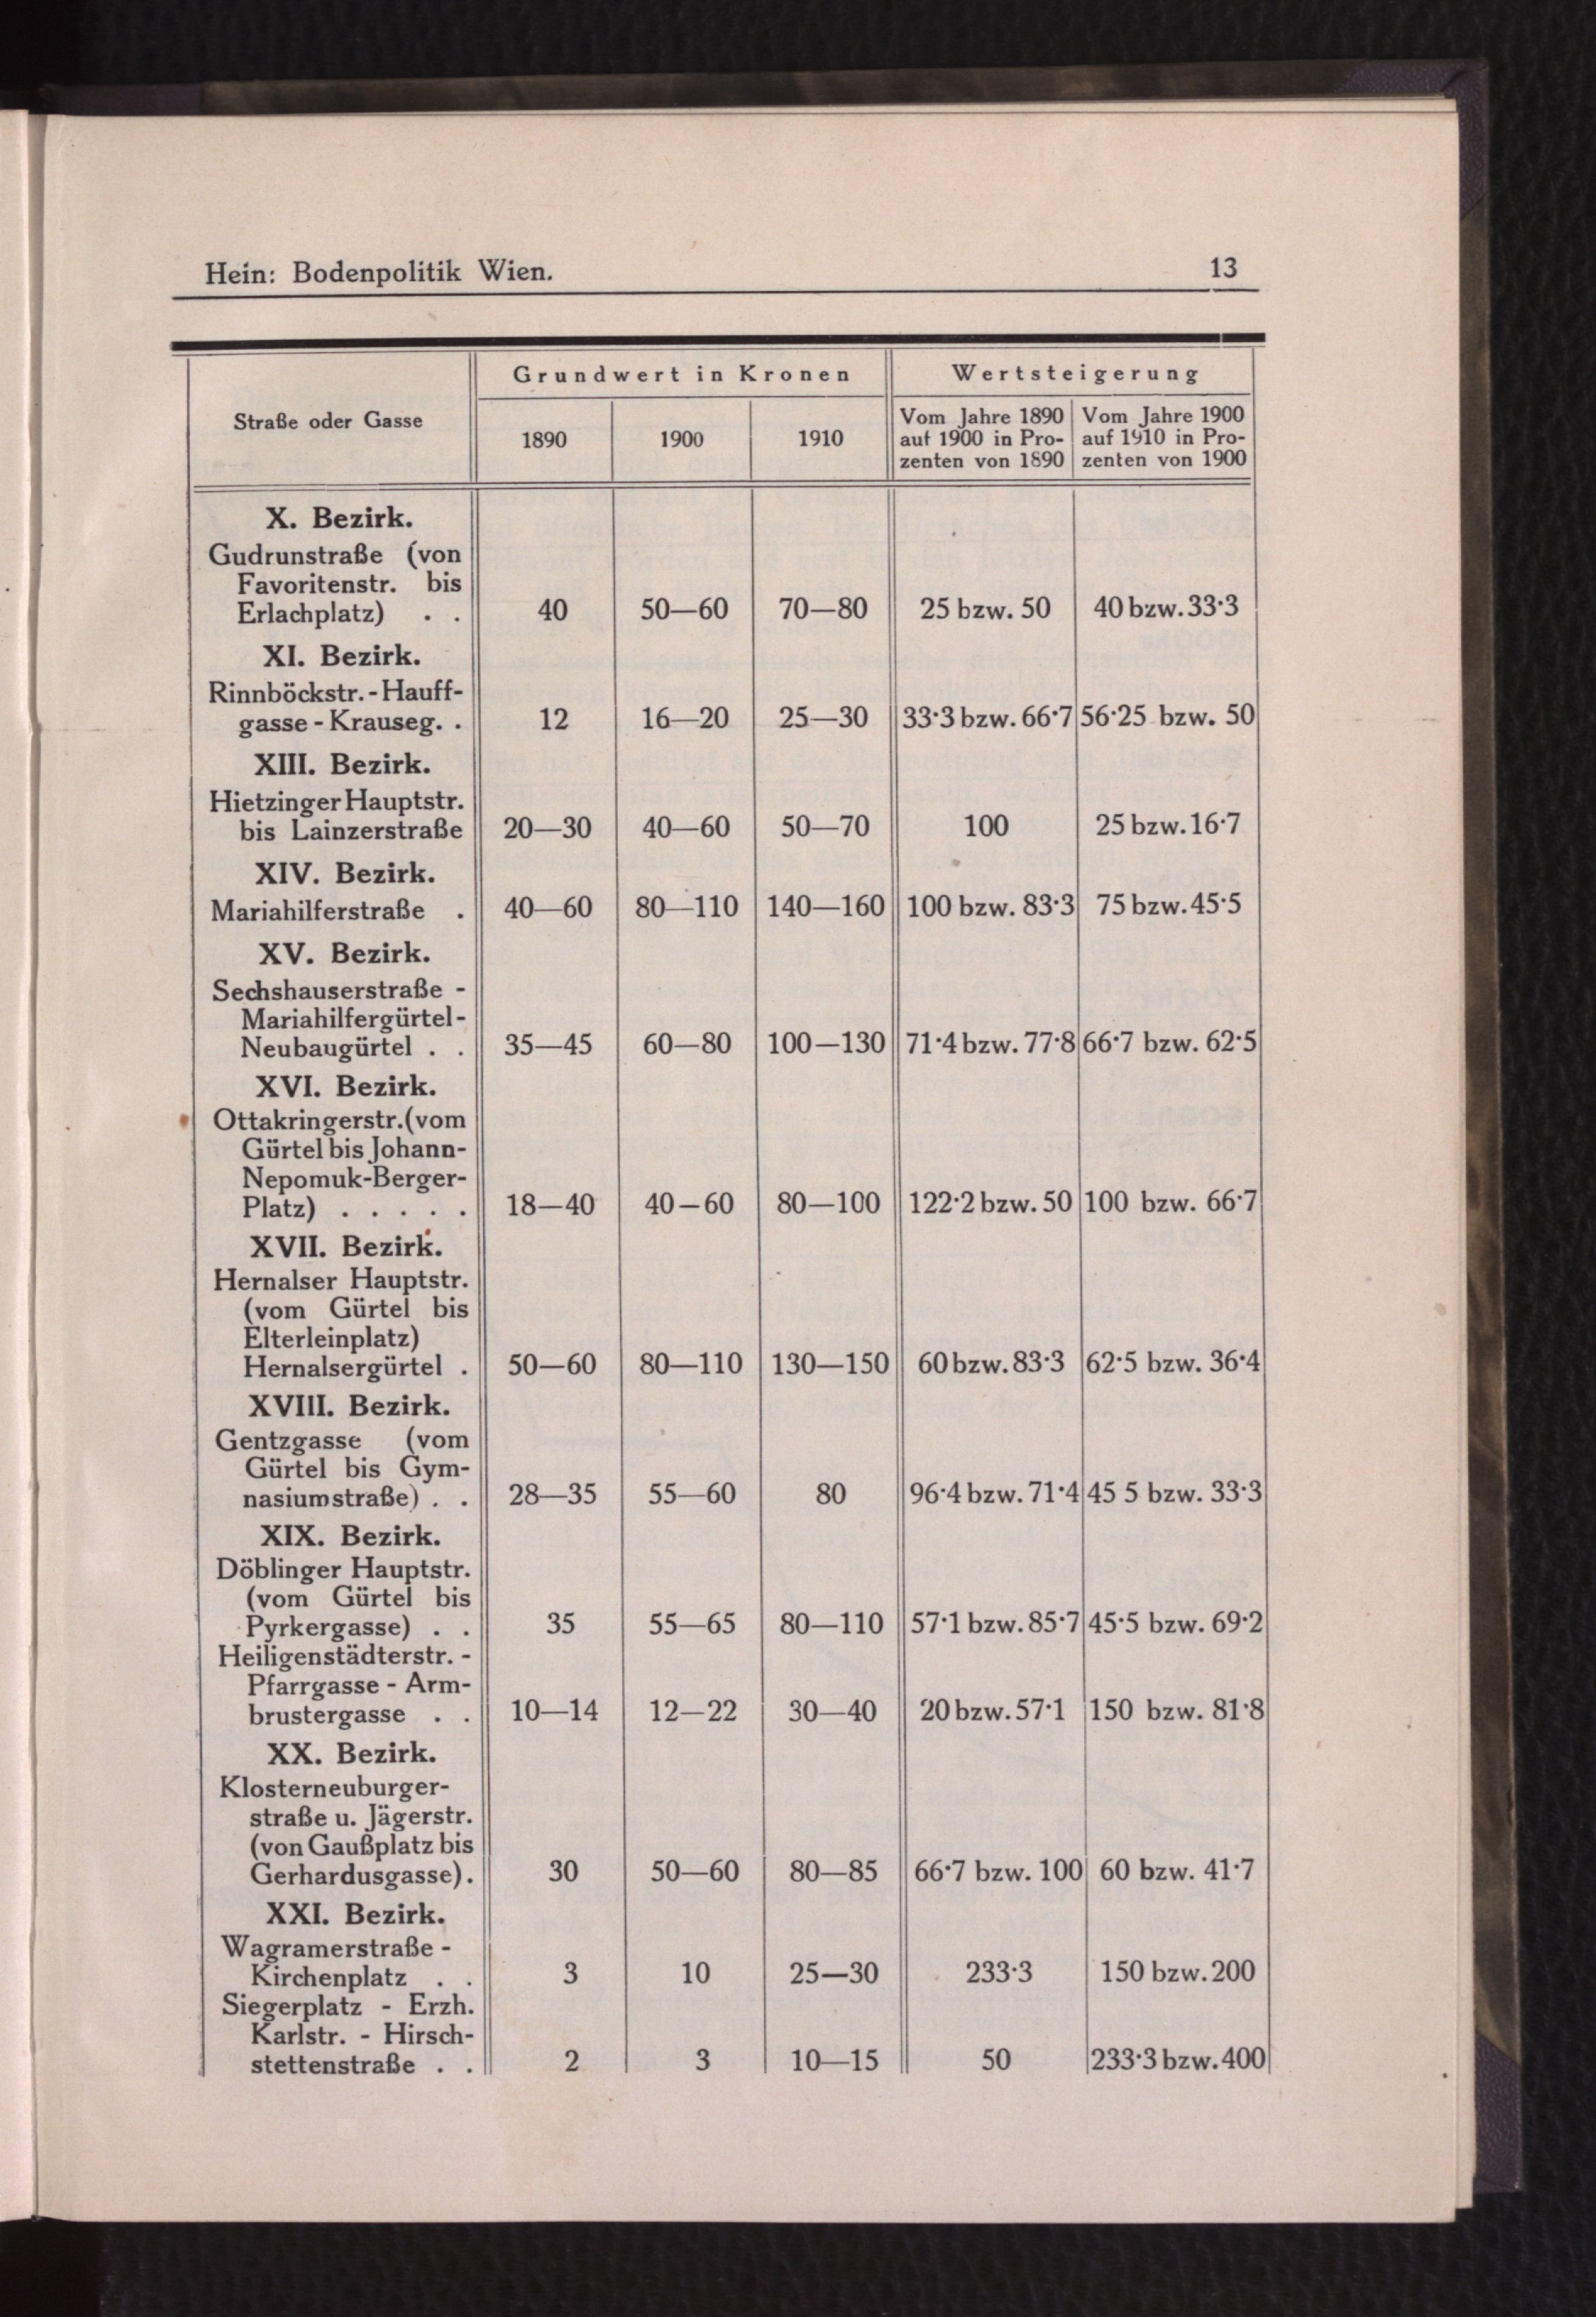 Hein: Bodenpolitik Wien. 13
Straße oder Gasse
Grundwert in Kronen
Wertsteigerung
1890 1900 1910
Vom Jahre 1890 auf 1900 in Pro-
zenten von 1890
Vom Jahre 1900
auf 1910 in Pro-
zenten von 1900
X. Bezirk.
Gudrunstraße (von
Favoritenstr. bis
Erlachplatz) . . 40 50—60 70—80 25 bzw. 50 40 bzw. 33·3
XI. Bezirk.
Rinnböckstr. - Hauff-
gasse - Krauseg. . 12 16—20 25—30 33·3 bzw. 66·7 56·25 bzw. 50
XIII. Bezirk.
Hietzinger Hauptstr.
bis Lainzerstraße 20—30 40—60 50—70 100 25 bzw. 16·7
XIV. Bezirk.
Mariahilferstraße . 40—60 80—110 140—160 100 bzw. 83·3 75 bzw. 45·5
XV. Bezirk.
Sechshauserstraße -
Mariahilfergürtel-
Neubaugürtel . . 35—45 60—80 100—130 71·4 bzw. 77·8 66·7 bzw. 62·5
XVI. Bezirk.
Ottakringerstr. (vom
Gürtel bis Johann-
Nepomuk-Berger-
Platz) . . . . . 18—40 40—60 80—100 122·2 bzw. 50 100 bzw. 66·7
XVII. Bezirk.
Hernalser Hauptstr.
(vom Gürtel bis
Elterleinplatz)
Hernalsergürtel . 50—60 80—110 130—150 60 bzw. 83·3 62·5 bzw. 36·4
XVIII. Bezirk.
Gentzgasse (vom
Gürtel bis Gym-
nasiumstraße) . . 28—35 55—60 80 96·4 bzw. 71·4 45 5 bzw. 33·3
XIX. Bezirk.
Döblinger Hauptstr.
(vom Gürtel bis
Pyrkergasse) . . 35 55—65 80—110 57·1 bzw. 85·7 45·5 bzw. 69·2
Heiligenstädterstr. -
Pfarrgasse - Arm-
brustergasse . . 10—14 12—22 30—40 20 bzw. 57·1 150 bzw. 81·8
XX. Bezirk.
Klosterneuburger-
straße u. Jägerstr.
(von Gaußplatz bis
Gerhardusgasse) . 30 50—60 80—85 66·7 bzw. 100 60 bzw. 41·7
XXI. Bezirk.
Wagramerstraße -
Kirchenplatz . . 3 10 25—30 233·3 150 bzw. 200
Siegerplatz - Erzh.
Karlstr. - Hirsch-
stettenstraße . . 2 3 10—15 50 233·3 bzw. 400